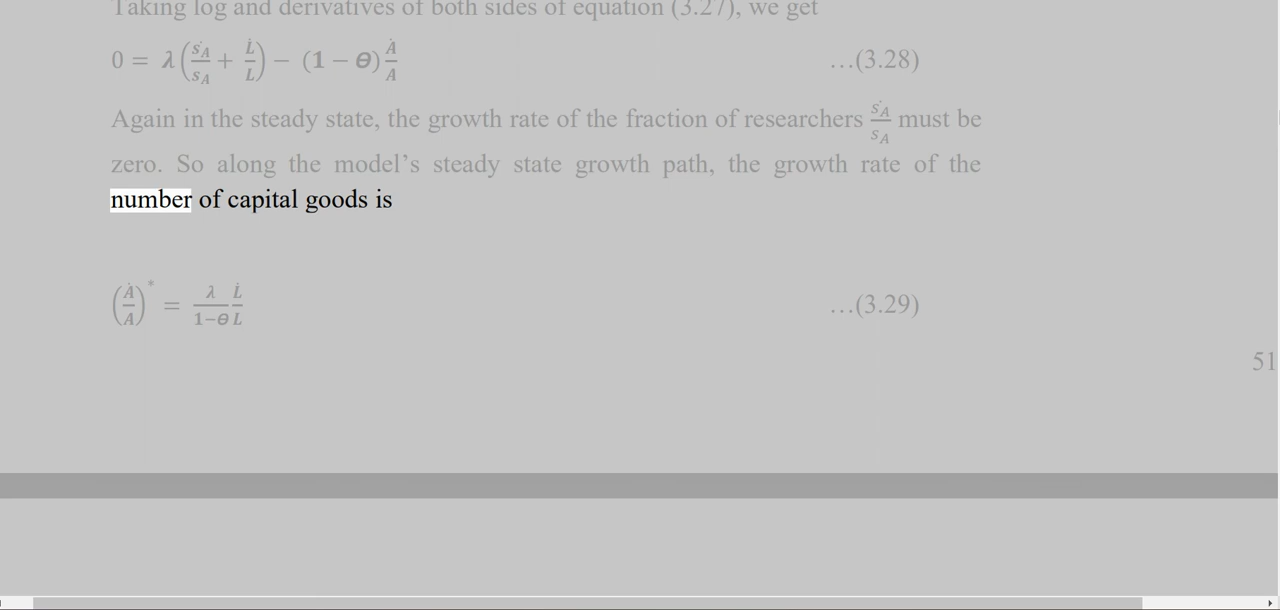 Taking log and derivatives of both sides of equation (3.27), we get
0 = λ(ṡ_A/s_A + L̇/L) − (1 − Θ) Ȧ/A …(3.28)
Again in the steady state, the growth rate of the fraction of researchers ṡ_A/s_A must be
zero. So along the model’s steady state growth path, the growth rate of the
number of capital goods is
(Ȧ/A)* = λ/(1−Θ) L̇/L …(3.29)
51